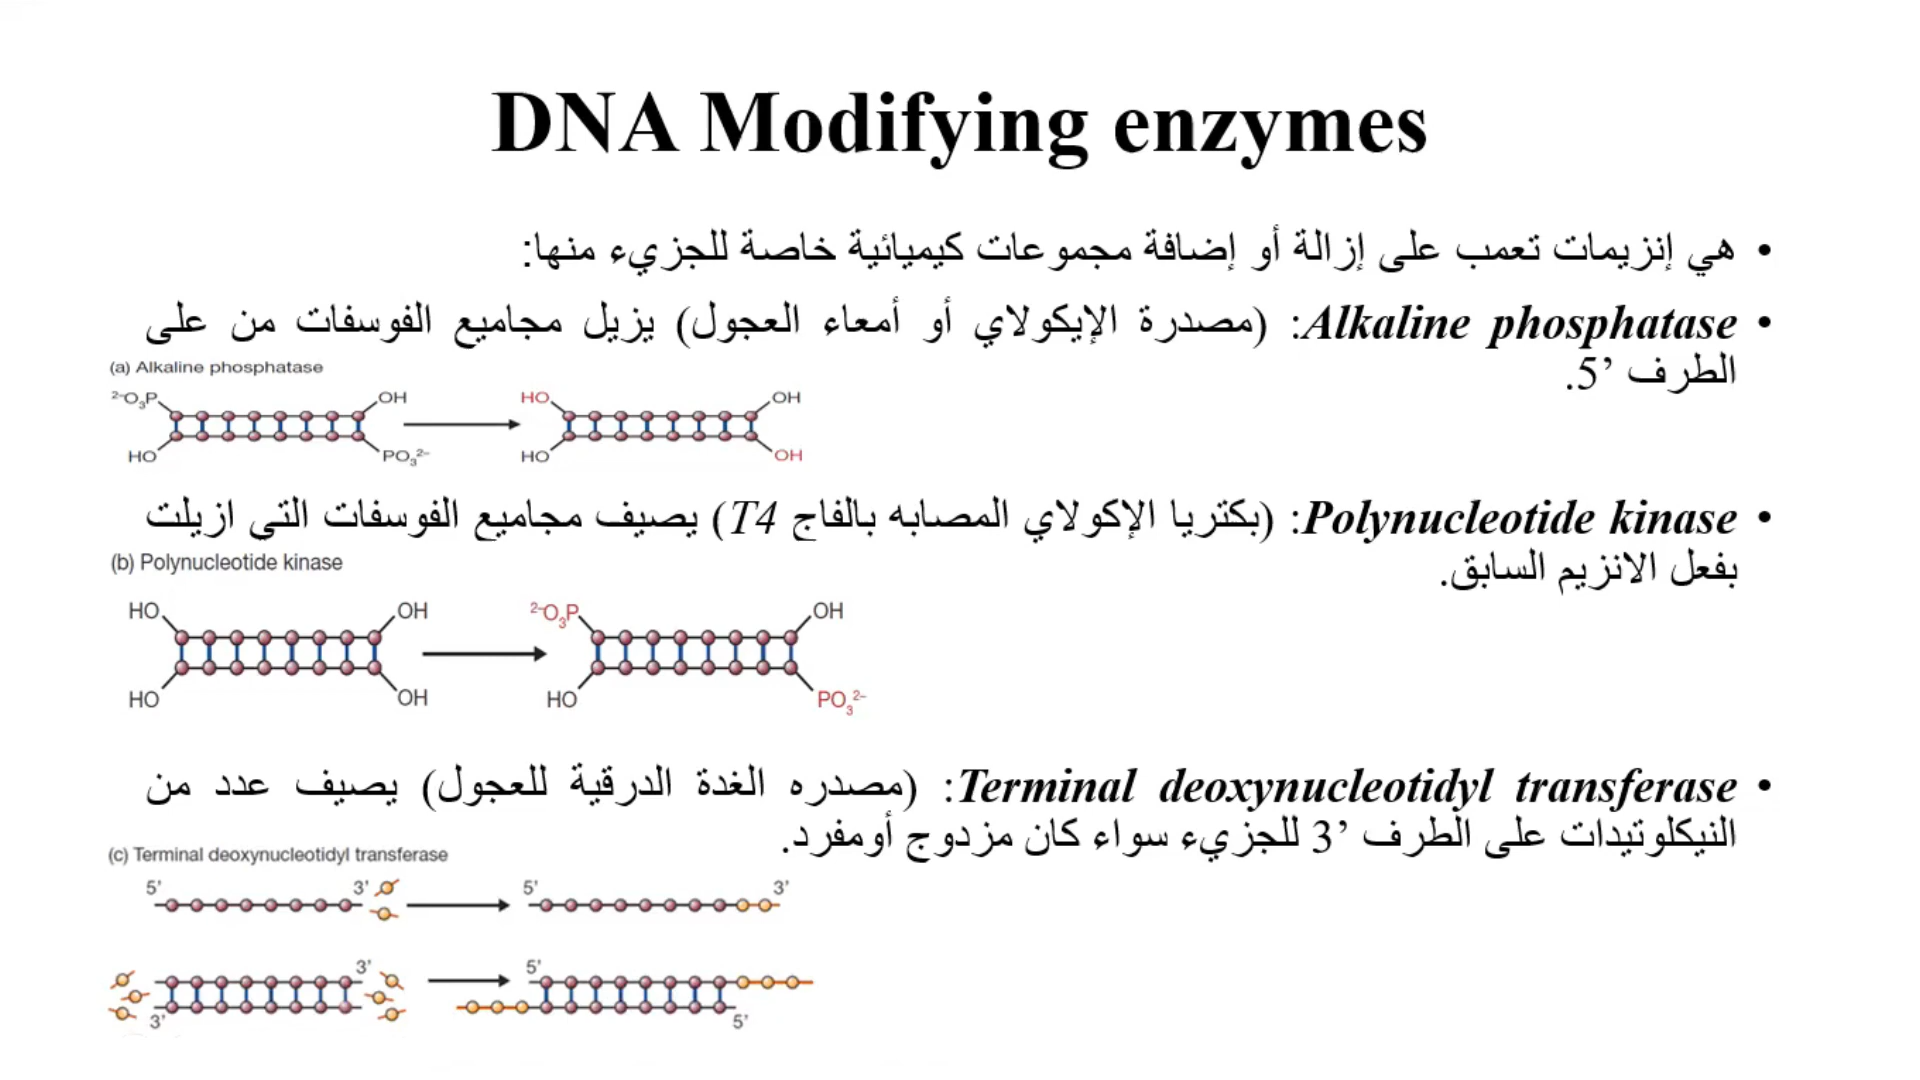 DNA Modifying enzymes
• هي إنزيمات تعمب على إزالة أو إضافة مجموعات كيميائية خاصة للجزيء منها:
• Alkaline phosphatase: (مصدرة الإيكولاي أو أمعاء العجول) يزيل مجاميع الفوسفات من على
الطرف ’5.
(a) Alkaline phosphatase
²⁻O₃P OH HO OH
HO PO₃²⁻ HO OH
• Polynucleotide kinase: (بكتريا الإكولاي المصابه بالفاج T4) يصيف مجاميع الفوسفات التى ازيلت
بفعل الانزيم السابق.
(b) Polynucleotide kinase
HO OH ²⁻O₃P OH
HO OH HO PO₃²⁻
• Terminal deoxynucleotidyl transferase: (مصدره الغدة الدرقية للعجول) يصيف عدد من
النيكلوتيدات على الطرف ’3 للجزيء سواء كان مزدوج أومفرد.
(c) Terminal deoxynucleotidyl transferase
5’ 3’ 5’ 3’
3’ 5’
3’ 5’